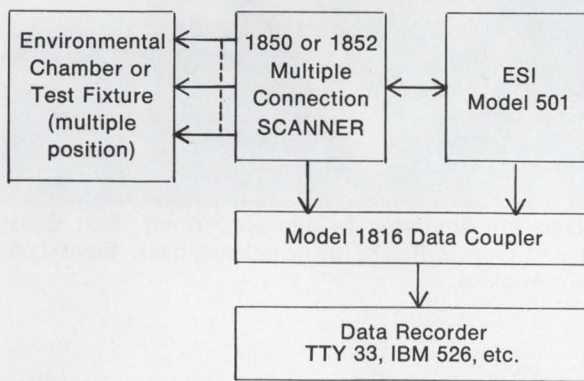 Environmental
Chamber or
Test Fixture
(multiple
position)
1850 or 1852
Multiple
Connection
SCANNER
ESI
Model 501
Model 1816 Data Coupler
Data Recorder
TTY 33, IBM 526, etc.